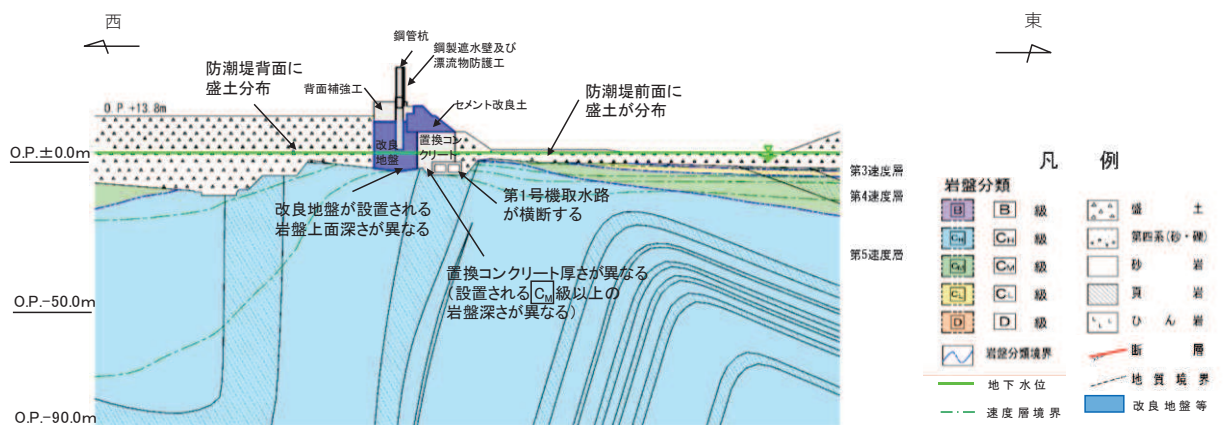 西
東
鋼管杭
鋼製遮水壁及び
漂流物防護工
防潮堤背面に
盛土分布
背面補強工
防潮堤前面に
盛土が分布
O.P.+13.8m
セメント改良土
置換コン
クリート
改良
地盤
O.P.±0.0m
第3速度層
第4速度層
第5速度層
第1号機取水路
が横断する
改良地盤が設置される
岩盤上面深さが異なる
置換コンクリート厚さが異なる
(設置されるCM級以上の
岩盤深さが異なる)
O.P.-50.0m
O.P.-90.0m
凡 例
岩盤分類
B B 級
CH CH 級
CM CM 級
CL CL 級
D D 級
岩盤分類境界
地下水位
速度層境界
盛 土
第四系(砂・礫)
砂 岩
頁 岩
ひ ん 岩
断 層
地質境界
改良地盤等